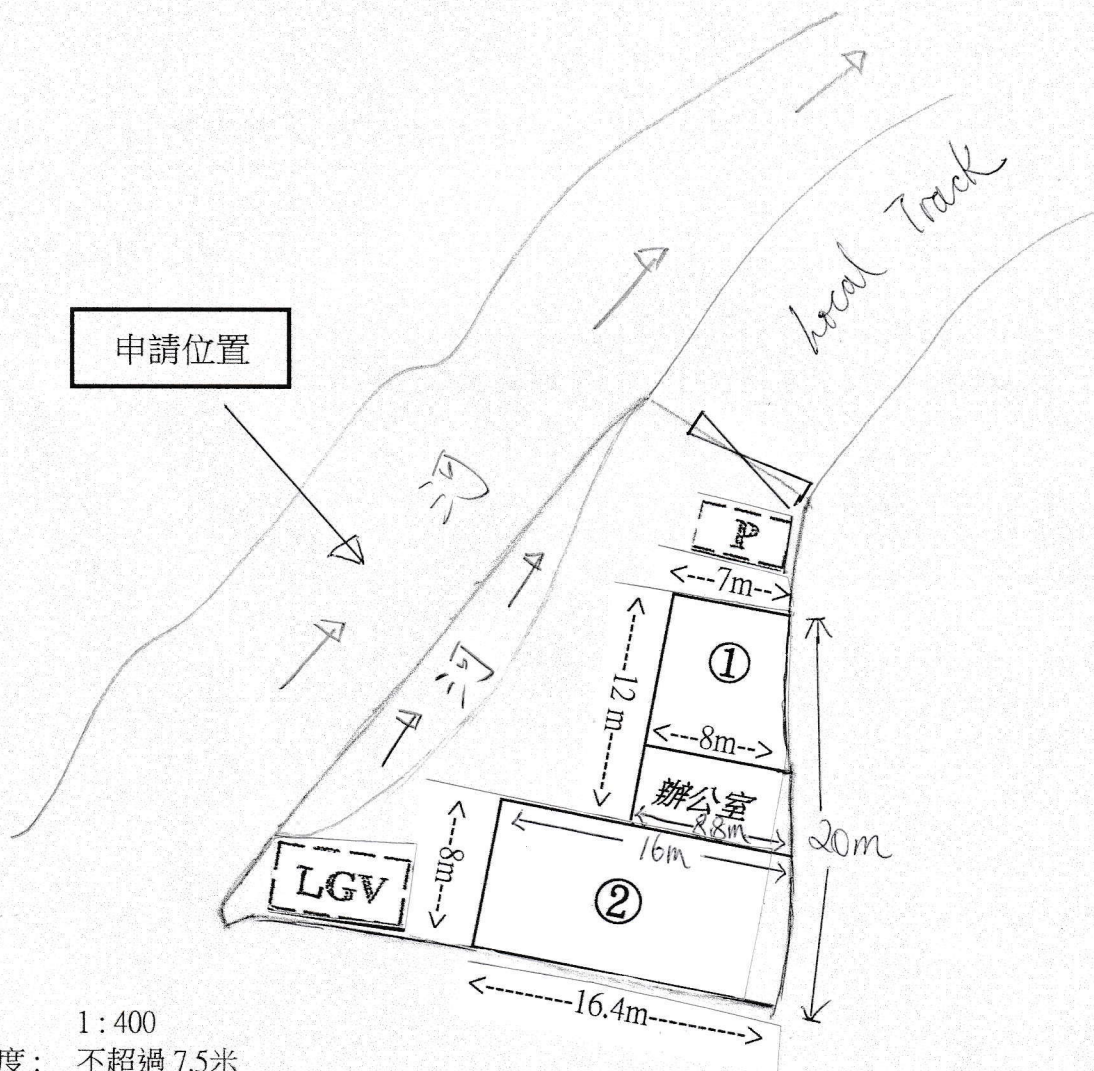 Local Track
申請位置
河
P
<---7m-->
①
<------12 m------>
<---8m-->
河
辦公室
8.8m
16m
20m
<----8m---->
LGV
②
<------16.4m------>
1 : 400
度： 不超過 7.5米